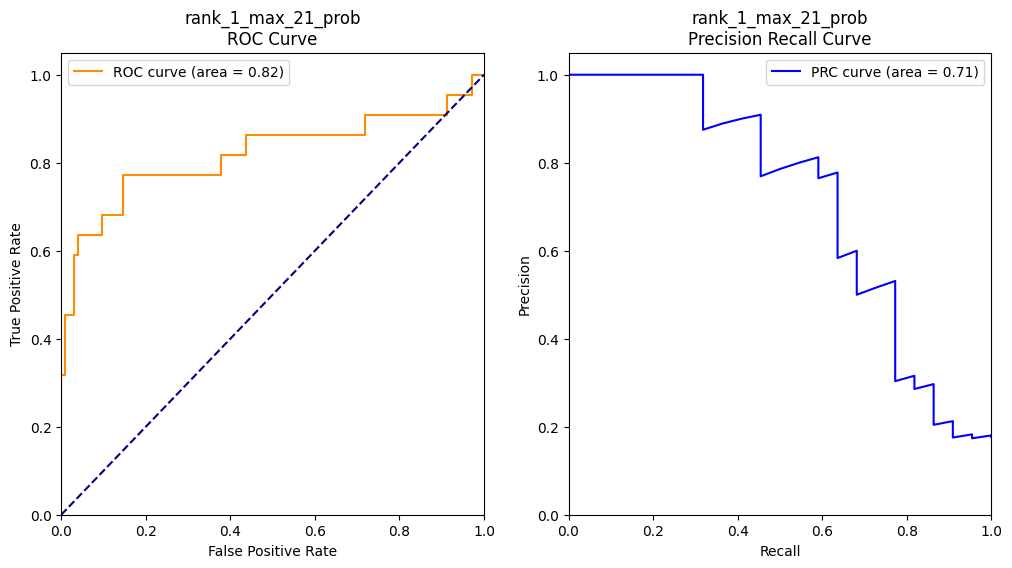 rank_1_max_21_prob
ROC Curve
ROC curve (area = 0.82)
True Positive Rate
1.0
0.8
0.6
0.4
0.2
0.0
0.0 0.2 0.4 0.6 0.8 1.0
False Positive Rate
rank_1_max_21_prob
Precision Recall Curve
PRC curve (area = 0.71)
Precision
1.0
0.8
0.6
0.4
0.2
0.0
0.0 0.2 0.4 0.6 0.8 1.0
Recall